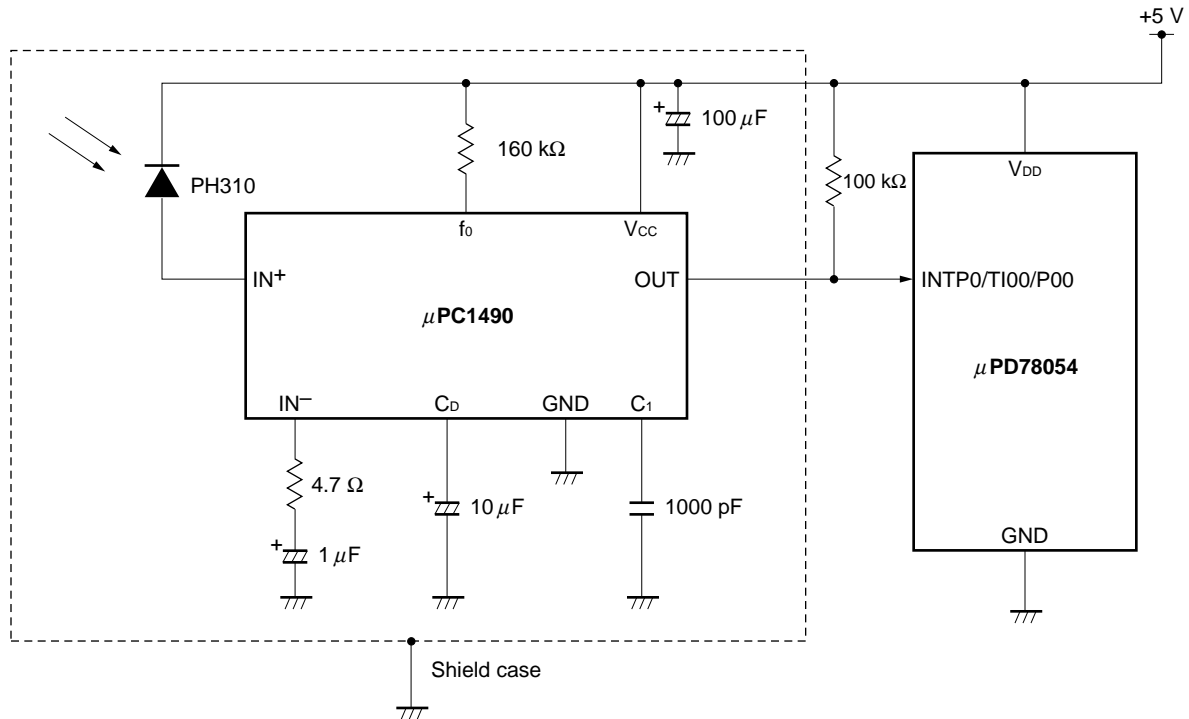 +5 V
+
100 μF
160 kΩ
100 kΩ
PH310
f0
VCC
VDD
IN+
OUT
INTP0/TI00/P00
μPC1490
μPD78054
IN−
CD
GND
C1
4.7 Ω
+
10 μF
1000 pF
+
1 μF
GND
Shield case